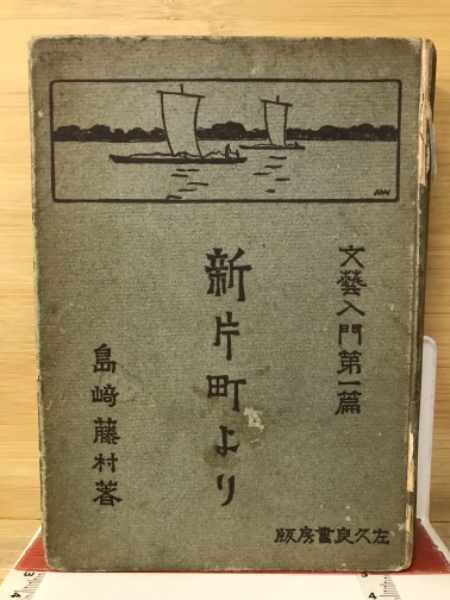 文藝入門第一篇
新片町より
島﨑藤村著
左久良書房版